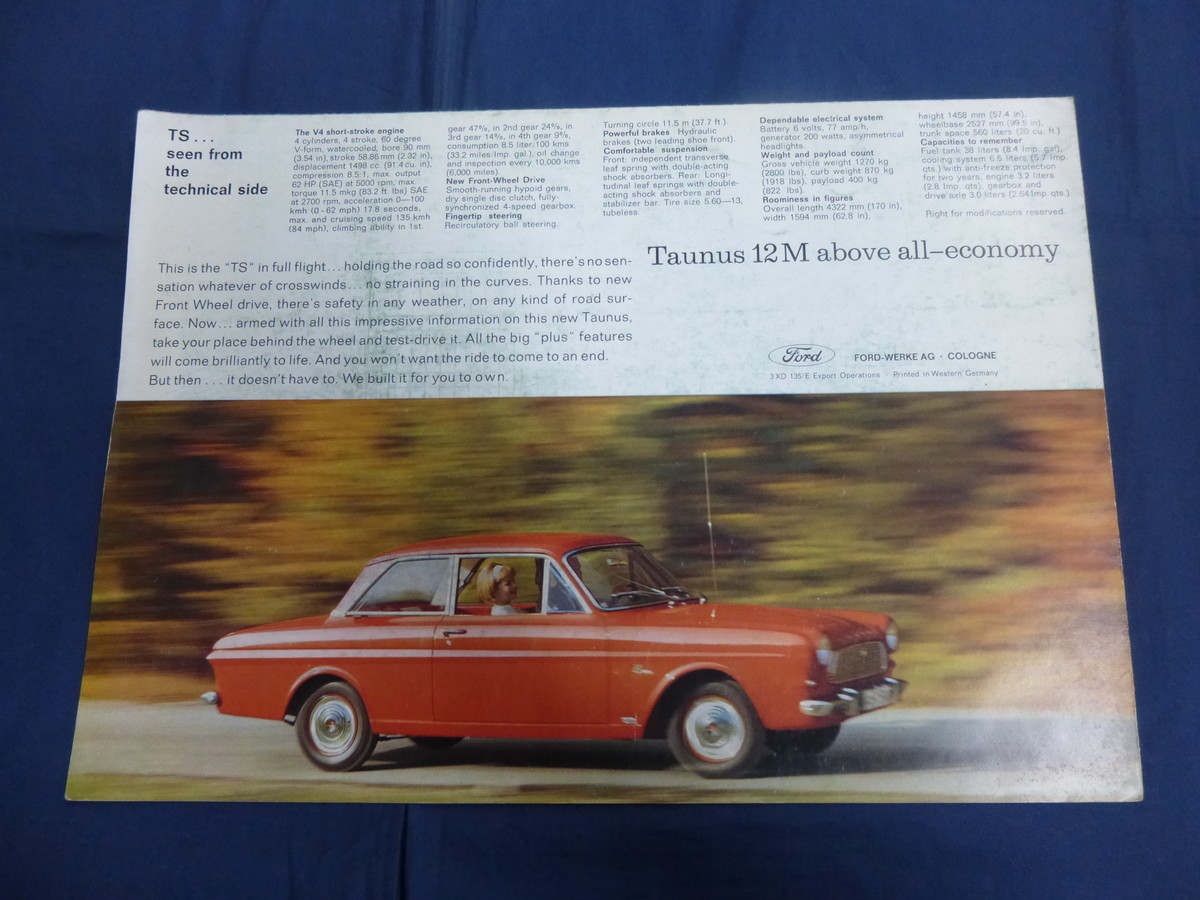 TS...
seen from
the
technical side
The V4 short-stroke engine
4 cylinders, 4 stroke, 60 degree
V-form, watercooled, bore 90 mm
(3.54 in), stroke 58.86 mm (2.32 in),
displacement 1498 cc (91.4 cu. in).
compression 8.5:1, max. output
62 HP (SAE) at 5000 rpm, max.
torque 11.5 mkg (83.2 ft. lbs) SAE
at 2700 rpm, acceleration 0—100
kmh (0-62 mph) 17.8 seconds,
max. and cruising speed 135 kmh
(84 mph), climbing ability in 1st.
gear 47%, in 2nd gear 24%, in
3rd gear 14%, in 4th gear 9%,
consumption 8.5 liter/100 kms
(33.2 miles/Imp. gal.), oil change
and inspection every 10,000 kms
(6,000 miles)
New Front-Wheel Drive
Smooth-running hypoid gears,
dry single disc clutch, fully-
synchronized 4-speed gearbox.
Fingertip steering
Recirculatory ball steering.
Turning circle 11.5 m (37.7 ft.)
Powerful brakes Hydraulic
brakes (two leading shoe front).
Comfortable suspension
Front: independent transverse
leaf spring with double-acting
shock absorbers. Rear: Longi-
tudinal leaf springs with double-
acting shock absorbers and
stabilizer bar. Tire size 5.60—13,
tubeless.
Dependable electrical system
Battery 6 volts, 77 amp/h,
generator 200 watts, asymmetrical
headlights.
Weight and payload count
Gross vehicle weight 1270 kg
(2800 lbs), curb weight 870 kg
(1918 lbs), payload 400 kg
(822 lbs).
Roominess in figures
Overall length 4322 mm (170 in),
width 1594 mm (62.8 in),
height 1458 mm (57.4 in).
wheelbase 2527 mm (99.5 in),
trunk space 560 liters (20 cu. ft.)
Capacities to remember
Fuel tank 38 liters (8.4 Imp. gal),
cooling system 6.5 liters (5.7 Imp.
qts.) with anti-freeze protection
for two years, engine 3.2 liters
(2.8 Imp. qts.), gearbox and
drive axle 3.0 liters (2.64 Imp. qts.)
Right for modifications reserved.
Taunus 12M above all–economy
This is the "TS" in full flight... holding the road so confidently, there's no sen-
sation whatever of crosswinds... no straining in the curves. Thanks to new
Front Wheel drive, there's safety in any weather, on any kind of road sur-
face. Now... armed with all this impressive information on this new Taunus,
take your place behind the wheel and test-drive it. All the big "plus" features
will come brilliantly to life. And you won't want the ride to come to an end.
But then ... it doesn't have to. We built it for you to own.
Ford FORD-WERKE AG · COLOGNE
3 XD 135/E Export Operations · Printed in Western Germany